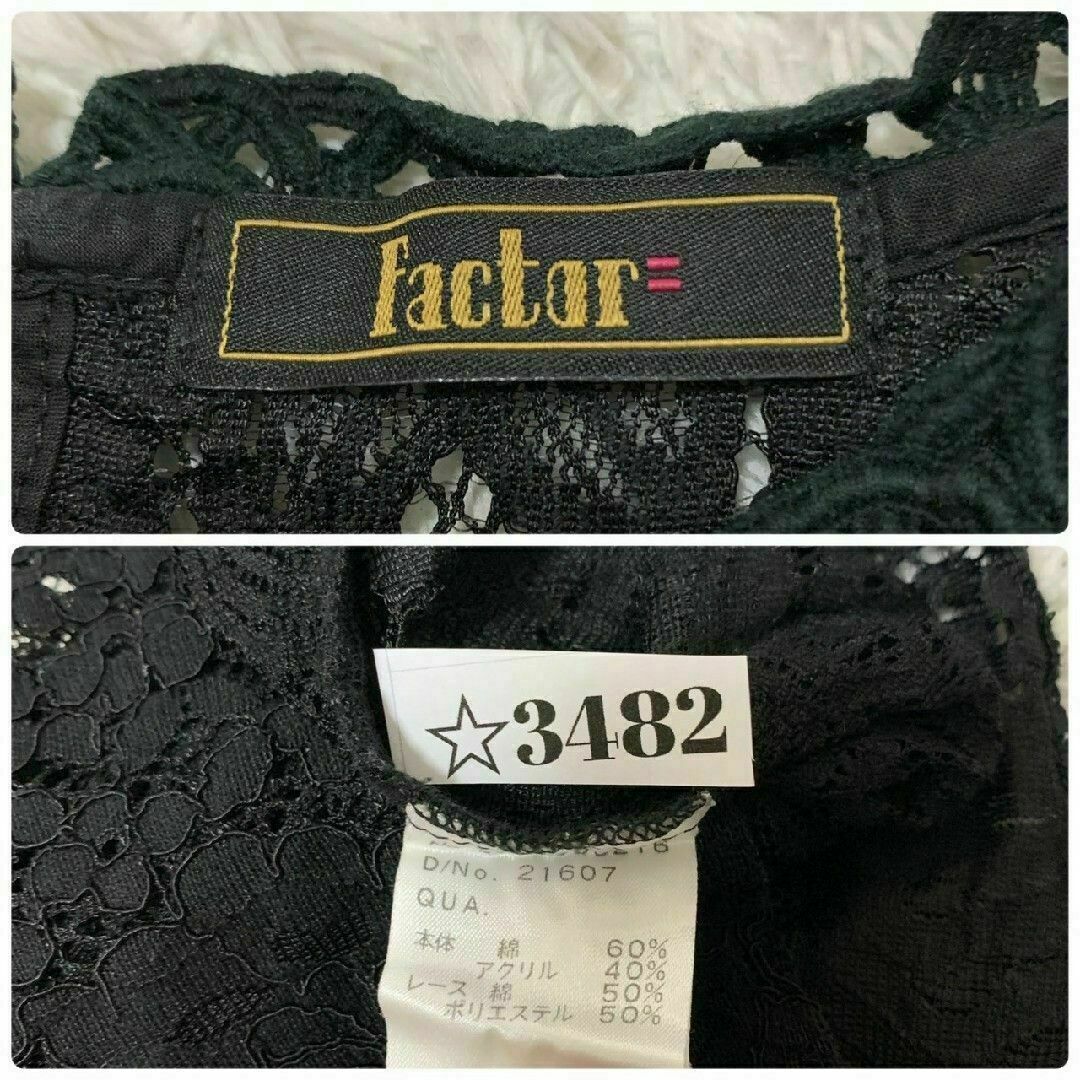 Factor=
☆3482
D/No. 21607
QUA.
本体 綿 60%
アクリル 40%
レース 綿 50%
ポリエステル 50%